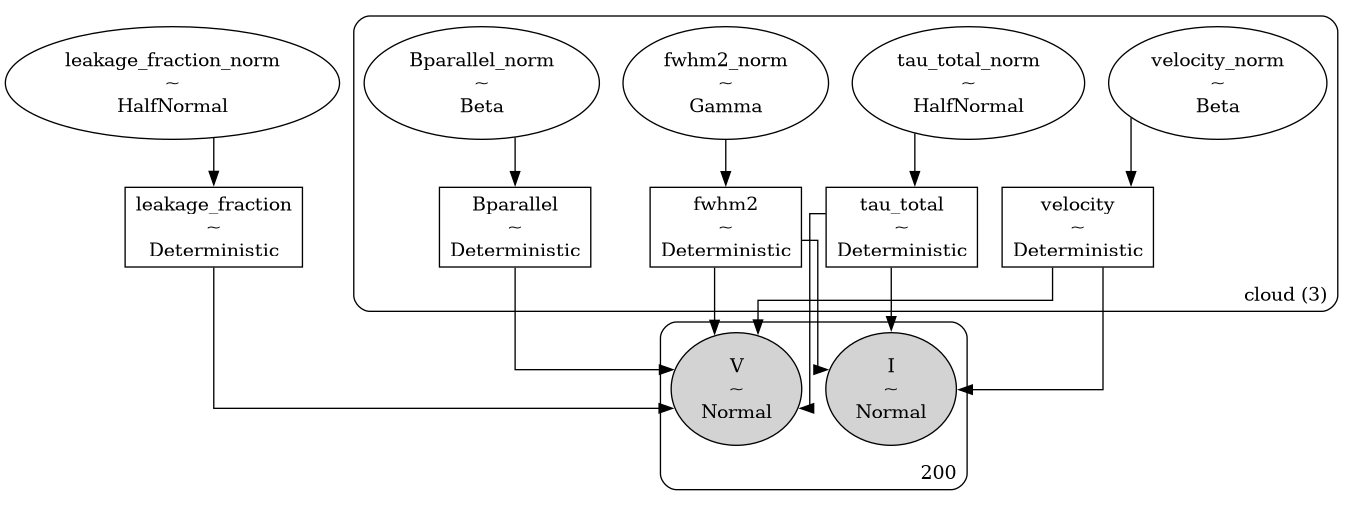 leakage_fraction_norm
~
HalfNormal
Bparallel_norm
~
Beta
fwhm2_norm
~
Gamma
tau_total_norm
~
HalfNormal
velocity_norm
~
Beta
leakage_fraction
~
Deterministic
Bparallel
~
Deterministic
fwhm2
~
Deterministic
tau_total
~
Deterministic
velocity
~
Deterministic
cloud (3)
V
~
Normal
I
~
Normal
200